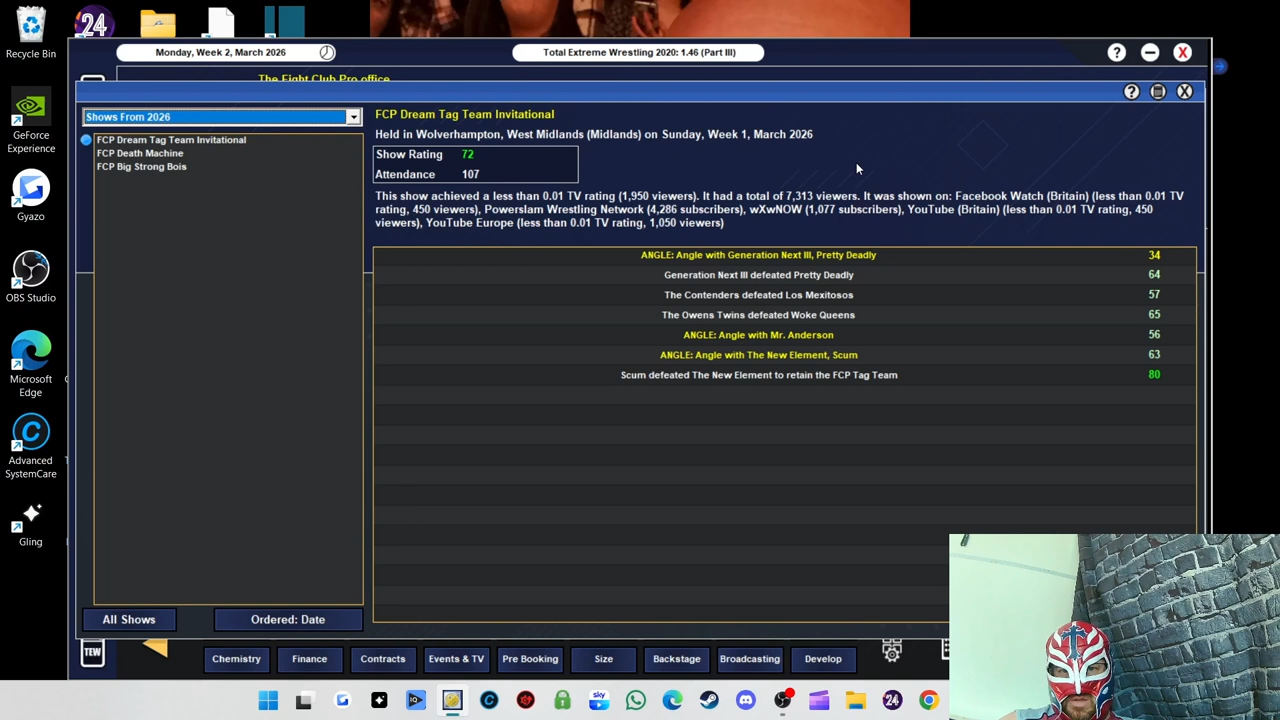 24
Recycle Bin
Monday, Week 2, March 2026
Total Extreme Wrestling 2020: 1.46 (Part III)
?
X
The Fight Club Pro office
? X
Shows From 2026
FCP Dream Tag Team Invitational
FCP Death Machine
FCP Big Strong Bois
All Shows
Ordered: Date
FCP Dream Tag Team Invitational
Held in Wolverhampton, West Midlands (Midlands) on Sunday, Week 1, March 2026
Show Rating 72
Attendance 107
This show achieved a less than 0.01 TV rating (1,950 viewers). It had a total of 7,313 viewers. It was shown on: Facebook Watch (Britain) (less than 0.01 TV
rating, 450 viewers), Powerslam Wrestling Network (4,286 subscribers), wXwNOW (1,077 subscribers), YouTube (Britain) (less than 0.01 TV rating, 450
viewers), YouTube Europe (less than 0.01 TV rating, 1,050 viewers)
ANGLE: Angle with Generation Next III, Pretty Deadly 34
Generation Next III defeated Pretty Deadly 64
The Contenders defeated Los Mexitosos 57
The Owens Twins defeated Woke Queens 65
ANGLE: Angle with Mr. Anderson 56
ANGLE: Angle with The New Element, Scum 63
Scum defeated The New Element to retain the FCP Tag Team 80
GeForce
Experience
Gyazo
OBS Studio
Microsoft
Edge
Advanced
SystemCare
Gling
TEW
Chemistry
Finance
Contracts
Events & TV
Pre Booking
Size
Backstage
Broadcasting
Develop
sky
24